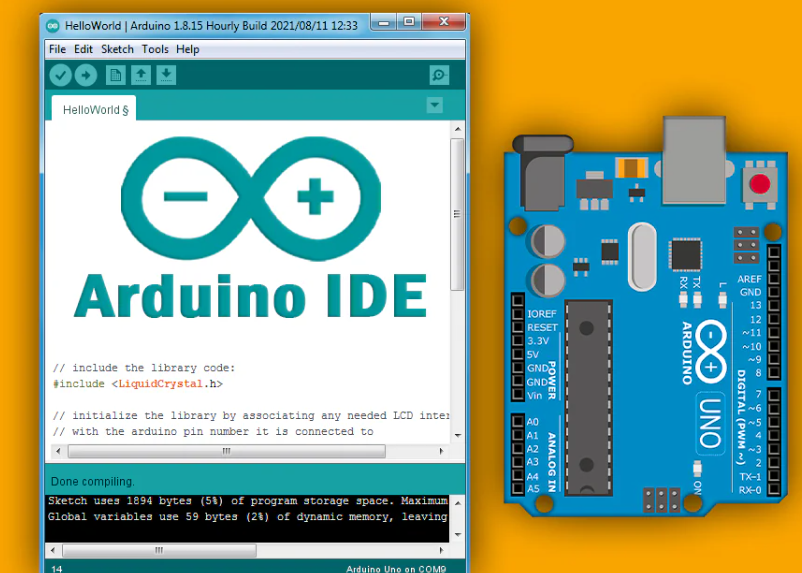 HelloWorld | Arduino 1.8.15 Hourly Build 2021/08/11 12:33
File Edit Sketch Tools Help
HelloWorld §
Arduino IDE
// include the library code:
#include <LiquidCrystal.h>
// initialize the library by associating any needed LCD inter
// with the arduino pin number it is connected to
Done compiling.
Sketch uses 1894 bytes (5%) of program storage space. Maximum
Global variables use 59 bytes (2%) of dynamic memory, leaving
14
Arduino Uno on COM9
RX
TX
L
AREF
GND
13
12
~11
~10
~9
8
7
~6
~5
4
~3
2
TX-1
RX-0
DIGITAL (PWM ~)
ARDUINO
UNO
ON
IOREF
RESET
3.3V
5V
GND
GND
Vin
POWER
A0
A1
A2
A3
A4
A5
ANALOG IN